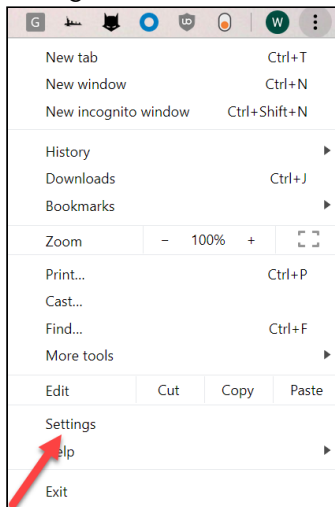 G UD W
New tab Ctrl+T
New window Ctrl+N
New incognito window Ctrl+Shift+N
History
Downloads Ctrl+J
Bookmarks
Zoom - 100% +
Print... Ctrl+P
Cast...
Find... Ctrl+F
More tools
Edit Cut Copy Paste
Settings
Exit